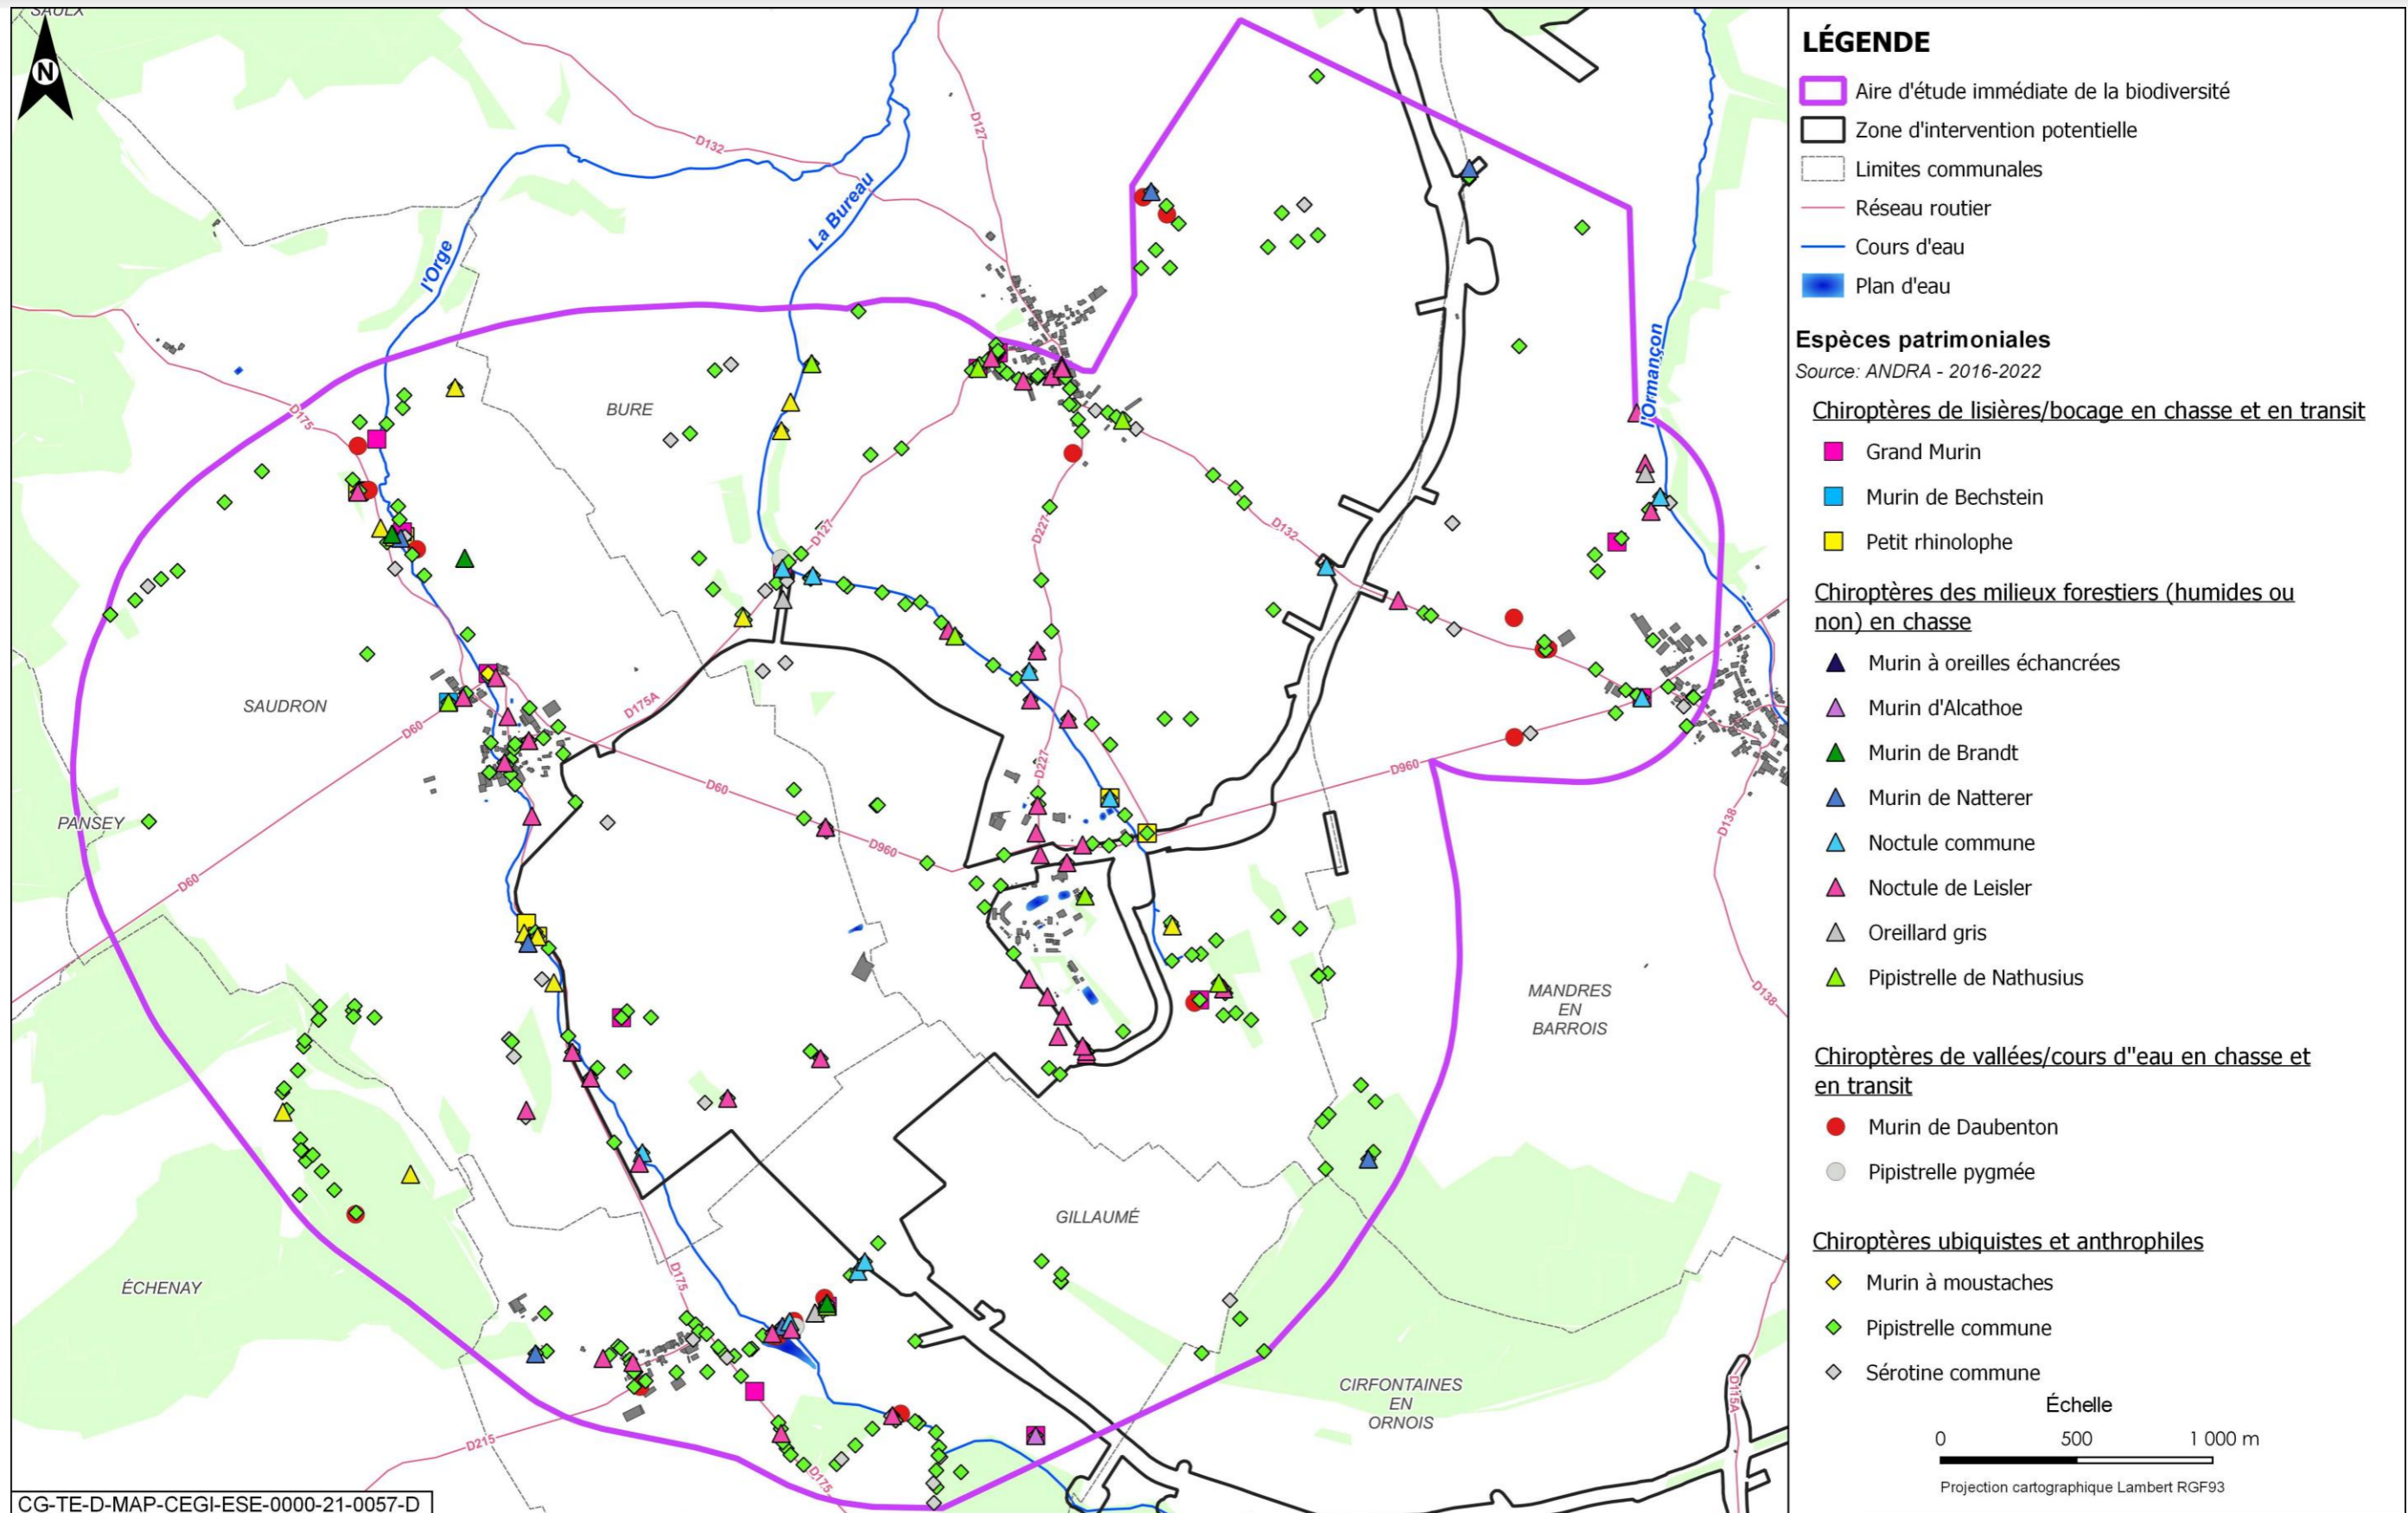 SAULX
N
D132
D127
La Bureau
l'Orge
l'Ormançon
D175
BURE
D127
D227
D132
SAUDRON
D60
D175A
D227
D960
PANSEY
D60
D60
D960
D138
D138
MANDRES
EN
BARROIS
GILLAUMÉ
ÉCHENAY
D175
CIRFONTAINES
EN
ORNOIS
D115A
D215
D175
CG-TE-D-MAP-CEGI-ESE-0000-21-0057-D
LÉGENDE
Aire d'étude immédiate de la biodiversité
Zone d'intervention potentielle
Limites communales
Réseau routier
Cours d'eau
Plan d'eau
Espèces patrimoniales
Source: ANDRA - 2016-2022
Chiroptères de lisières/bocage en chasse et en transit
Grand Murin
Murin de Bechstein
Petit rhinolophe
Chiroptères des milieux forestiers (humides ou
non) en chasse
Murin à oreilles échancrées
Murin d'Alcathoe
Murin de Brandt
Murin de Natterer
Noctule commune
Noctule de Leisler
Oreillard gris
Pipistrelle de Nathusius
Chiroptères de vallées/cours d"eau en chasse et
en transit
Murin de Daubenton
Pipistrelle pygmée
Chiroptères ubiquistes et anthrophiles
Murin à moustaches
Pipistrelle commune
Sérotine commune
Échelle
0 500 1 000 m
Projection cartographique Lambert RGF93